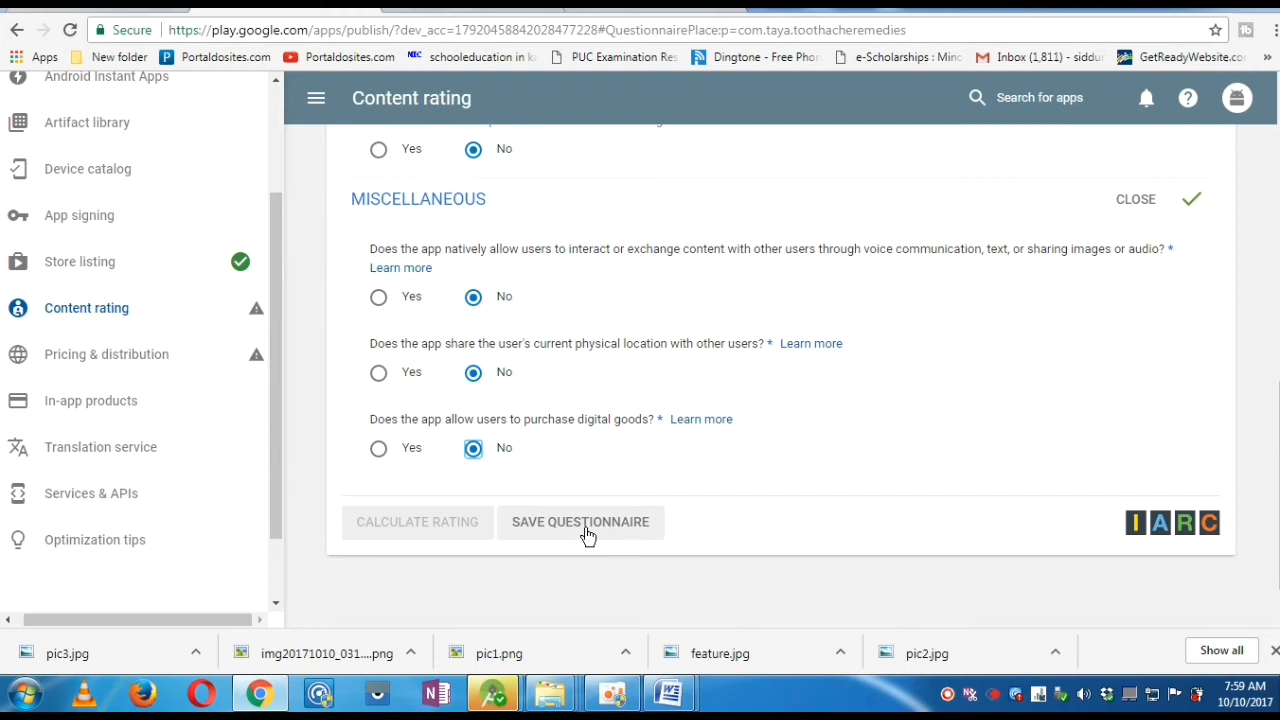 Secure
https://play.google.com/apps/publish/?dev_acc=17920458842028477228#QuestionnairePlace:p=com.taya.toothacheremedies
Apps
New folder
Portaldosites.com
Portaldosites.com
NIC
schooleducation in ka
PUC Examination Res
Dingtone - Free Phon
e-Scholarships : Mino
Inbox (1,811) - siddu
GetReadyWebsite.co
»
Android Instant Apps
Artifact library
Device catalog
App signing
Store listing
Content rating
Pricing & distribution
In-app products
Translation service
Services & APIs
Optimization tips
Content rating
Search for apps
Yes
No
MISCELLANEOUS
CLOSE
Does the app natively allow users to interact or exchange content with other users through voice communication, text, or sharing images or audio? *
Learn more
Yes
No
Does the app share the user's current physical location with other users? * Learn more
Yes
No
Does the app allow users to purchase digital goods? * Learn more
Yes
No
CALCULATE RATING
SAVE QUESTIONNAIRE
IARC
pic3.jpg
img20171010_031....png
pic1.png
feature.jpg
pic2.jpg
Show all
7:59 AM
10/10/2017